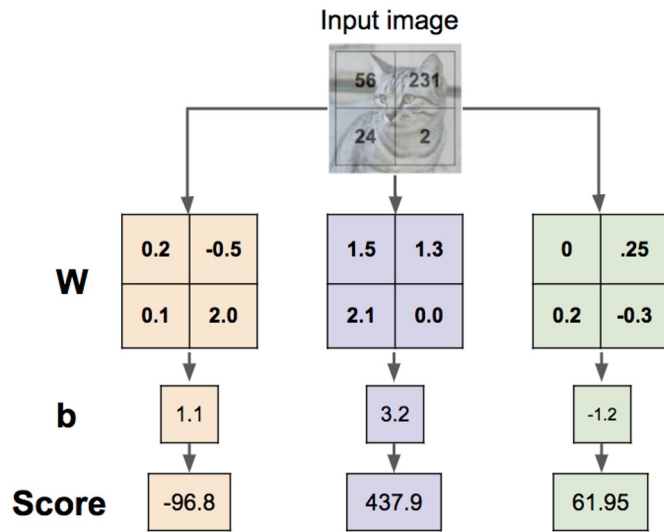 Input image
56 231
24 2
W
0.2 -0.5 1.5 1.3 0 .25
0.1 2.0 2.1 0.0 0.2 -0.3
b
1.1 3.2 -1.2
Score
-96.8 437.9 61.95